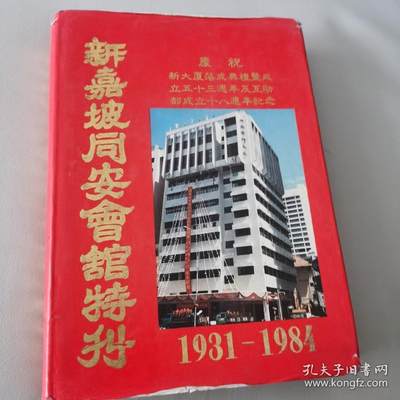 新嘉坡同安會舘特刊
慶祝
新大厦落成典禮暨成
立五十三週年及互助
部成立十八週年紀念
1931-1984
孔夫子旧书网
www.kongfz.com